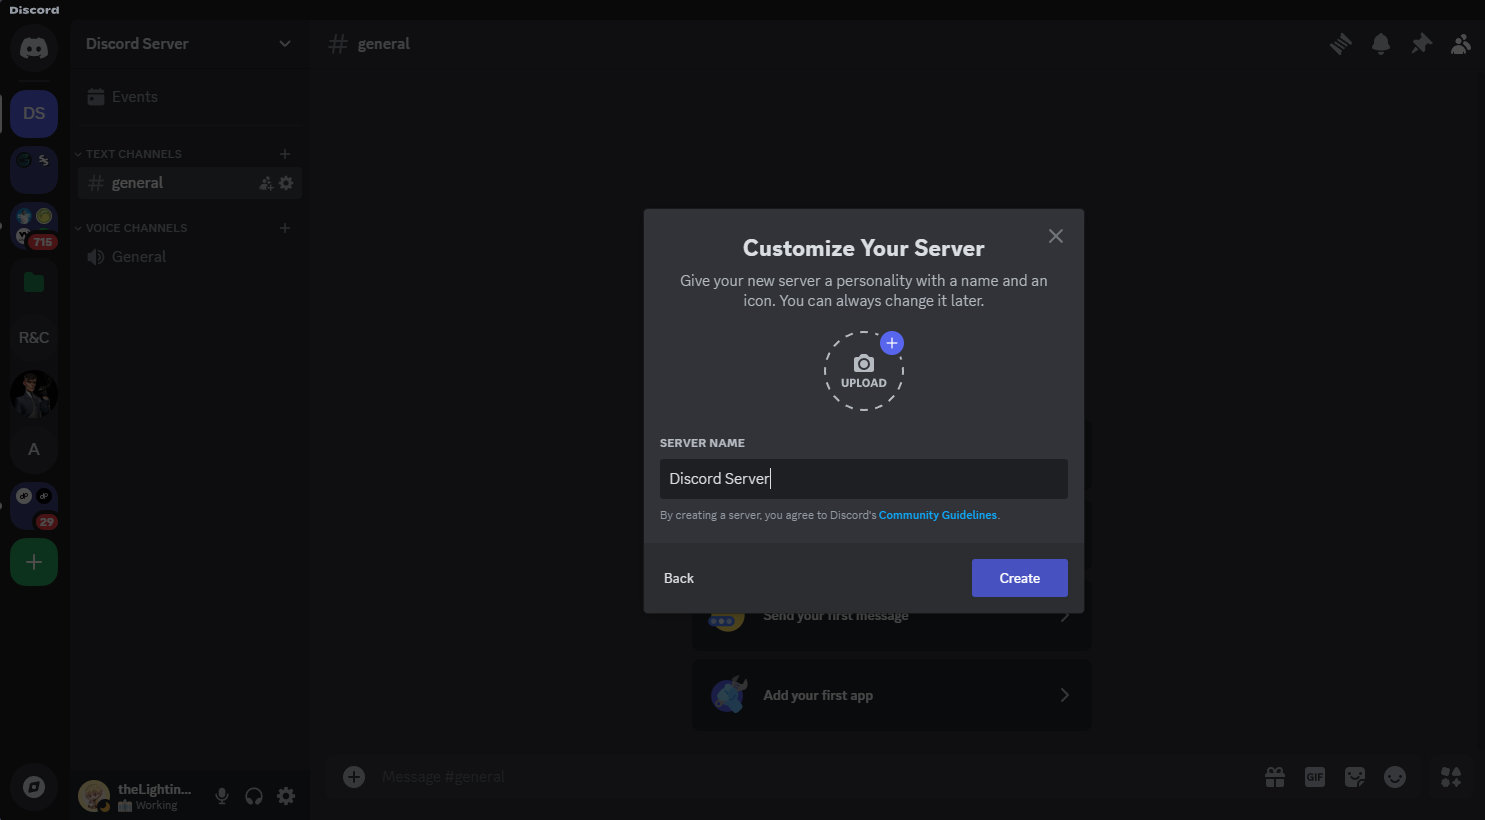 Discord
Discord Server
general
DS
Events
TEXT CHANNELS
general
715
VOICE CHANNELS
General
R&C
A
29
Customize Your Server
Give your new server a personality with a name and an
icon. You can always change it later.
UPLOAD
SERVER NAME
Discord Server
By creating a server, you agree to Discord's Community Guidelines.
Back
Create
Send your first message
Add your first app
Message #general
GIF
theLightin...
Working